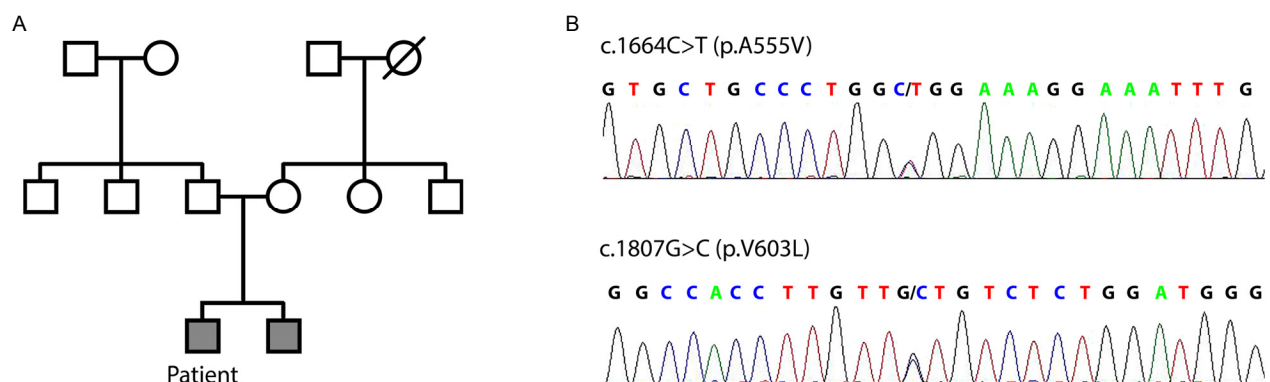 A
Patient
B
c.1664C>T (p.A555V)
G T G C T G C C C T G G C/T G G A A A G G A A A T T T G
c.1807G>C (p.V603L)
G G C C A C C T T G T T G/C T G T C T C T G G A T G G G